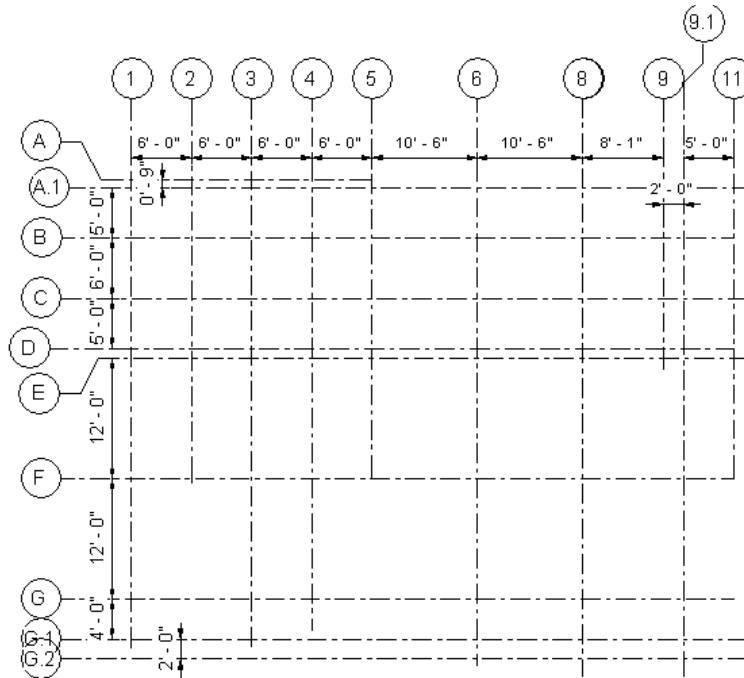 9.1
1 2 3 4 5 6 8 9 11
6' - 0" 6' - 0" 6' - 0" 6' - 0" 10' - 6" 10' - 6" 8' - 1" 5' - 0"
A
0' - 9"
A.1
2' - 0"
5' - 0"
B
6' - 0"
C
5' - 0"
D
E
12' - 0"
F
12' - 0"
G
4' - 0"
G.1
2' - 0"
G.2